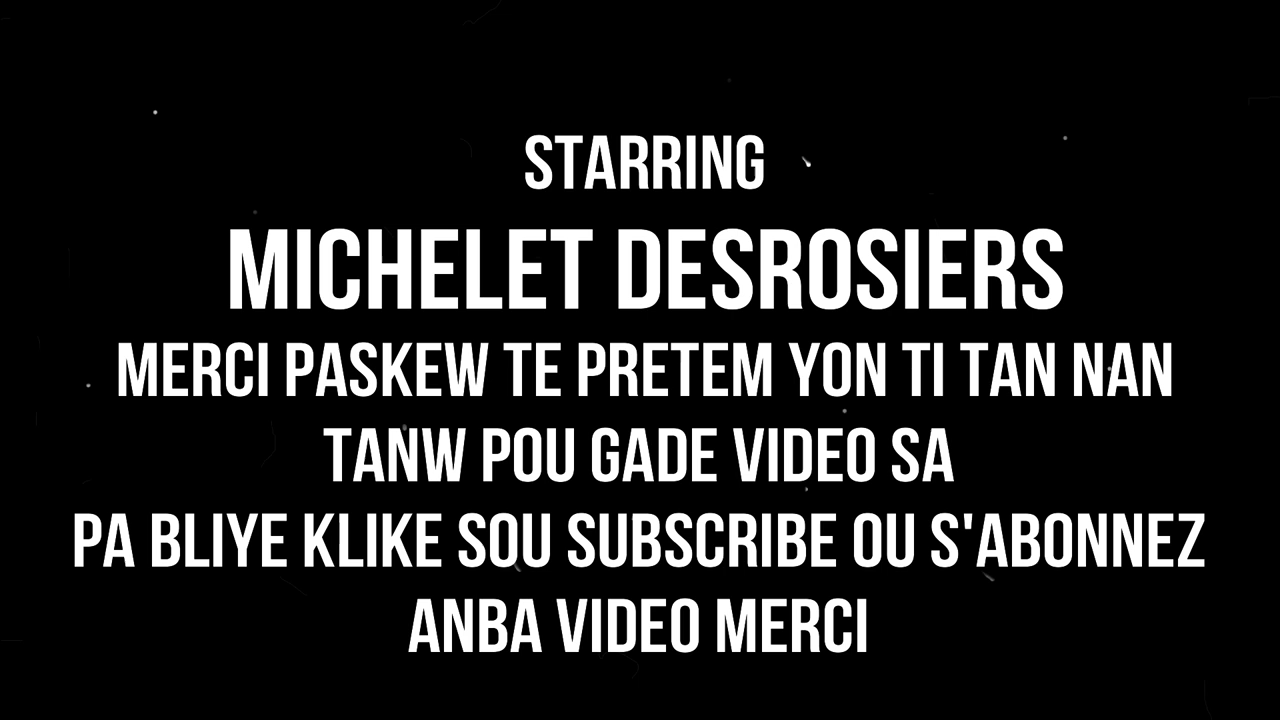 STARRING
MICHELET DESROSIERS
MERCI PASKEW TE PRETEM YON TI TAN NAN
TANW POU GADE VIDEO SA
PA BLIYE KLIKE SOU SUBSCRIBE OU S'ABONNEZ
ANBA VIDEO MERCI